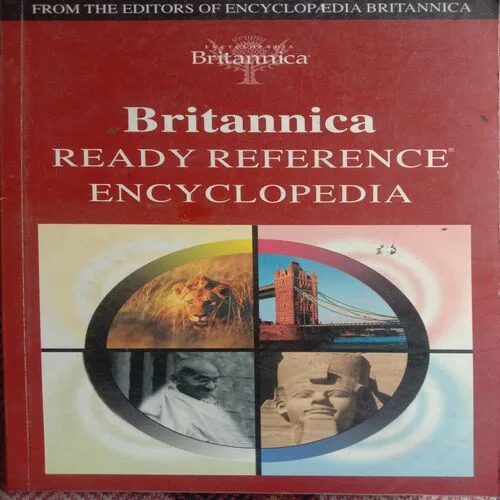 FROM THE EDITORS OF ENCYCLOPÆDIA BRITANNICA
ENCYCLOPÆDIA
Britannica®
Britannica
READY REFERENCE®
ENCYCLOPEDIA